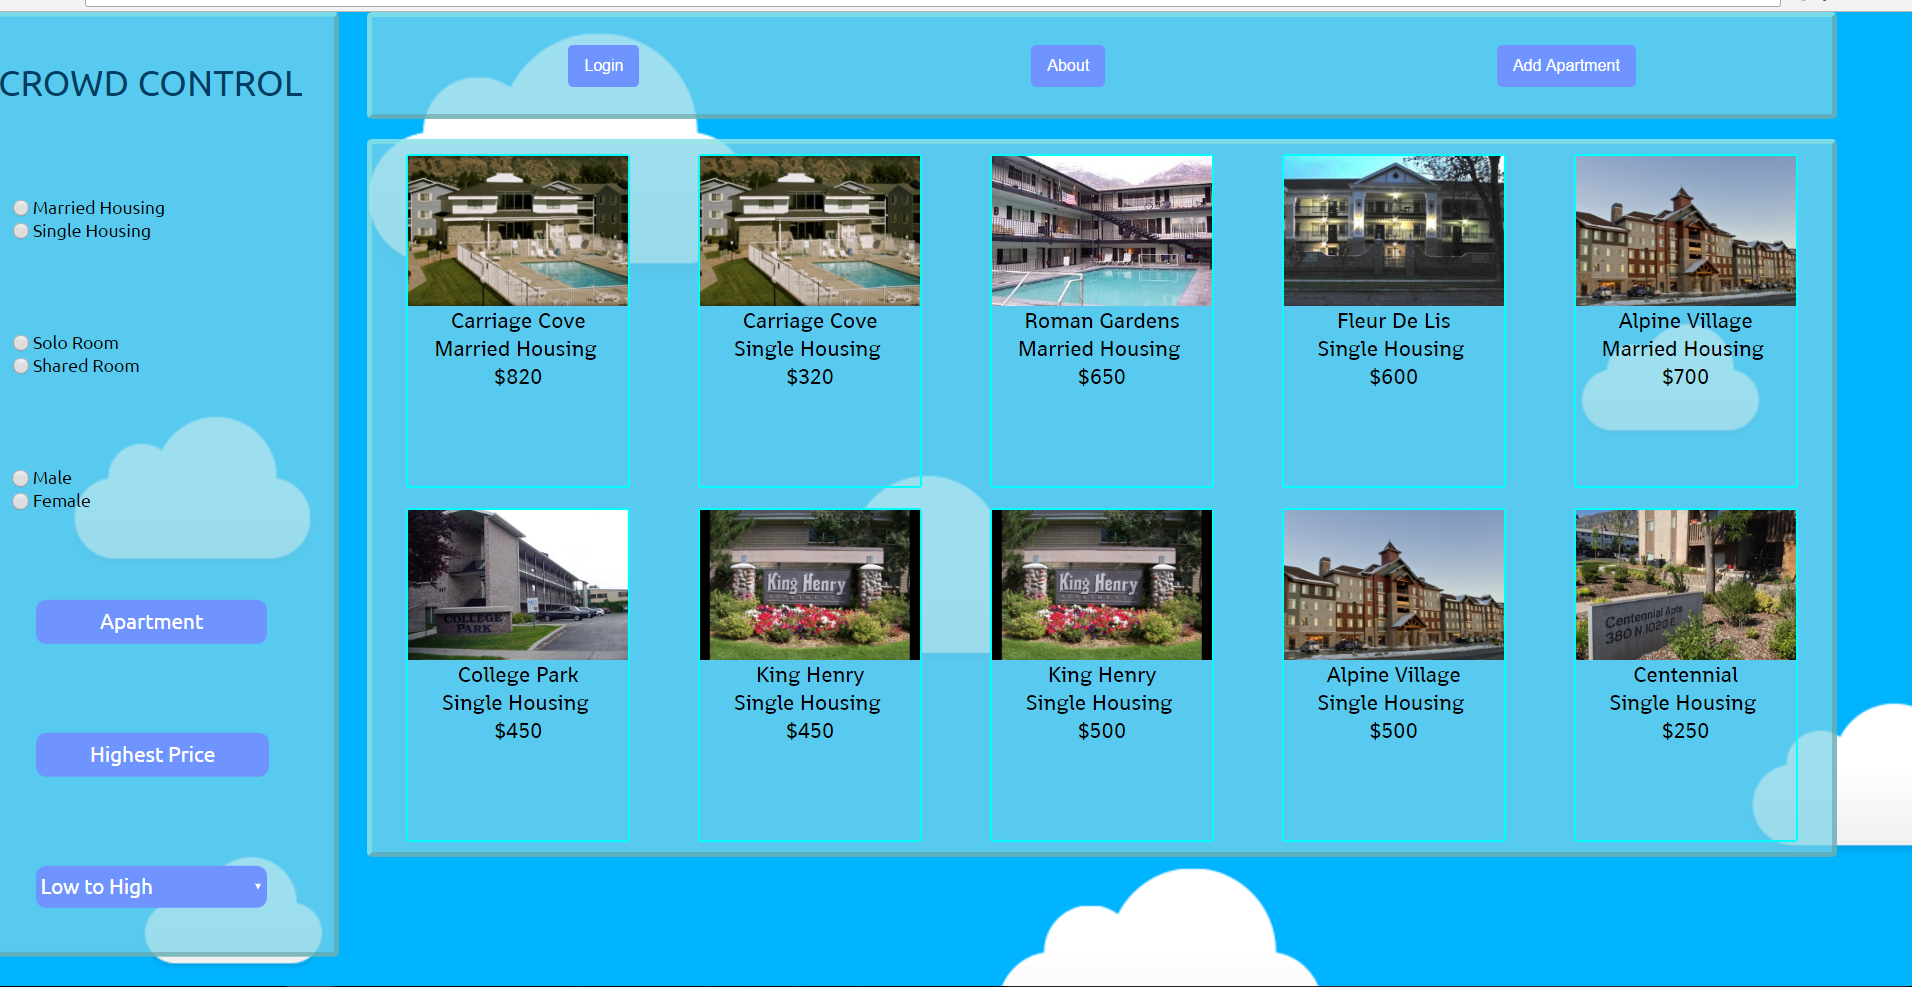 CROWD CONTROL
Married Housing
Single Housing
Solo Room
Shared Room
Male
Female
Apartment
Highest Price
Low to High
Login
About
Add Apartment
Carriage Cove
Married Housing
$820
Carriage Cove
Single Housing
$320
Roman Gardens
Married Housing
$650
Fleur De Lis
Single Housing
$600
Alpine Village
Married Housing
$700
COLLEGE
PARK
College Park
Single Housing
$450
King Henry
APARTMENTS
King Henry
Single Housing
$450
King Henry
APARTMENTS
King Henry
Single Housing
$500
Alpine Village
Single Housing
$500
Centennial Apts
380 N 1020 E
Centennial
Single Housing
$250